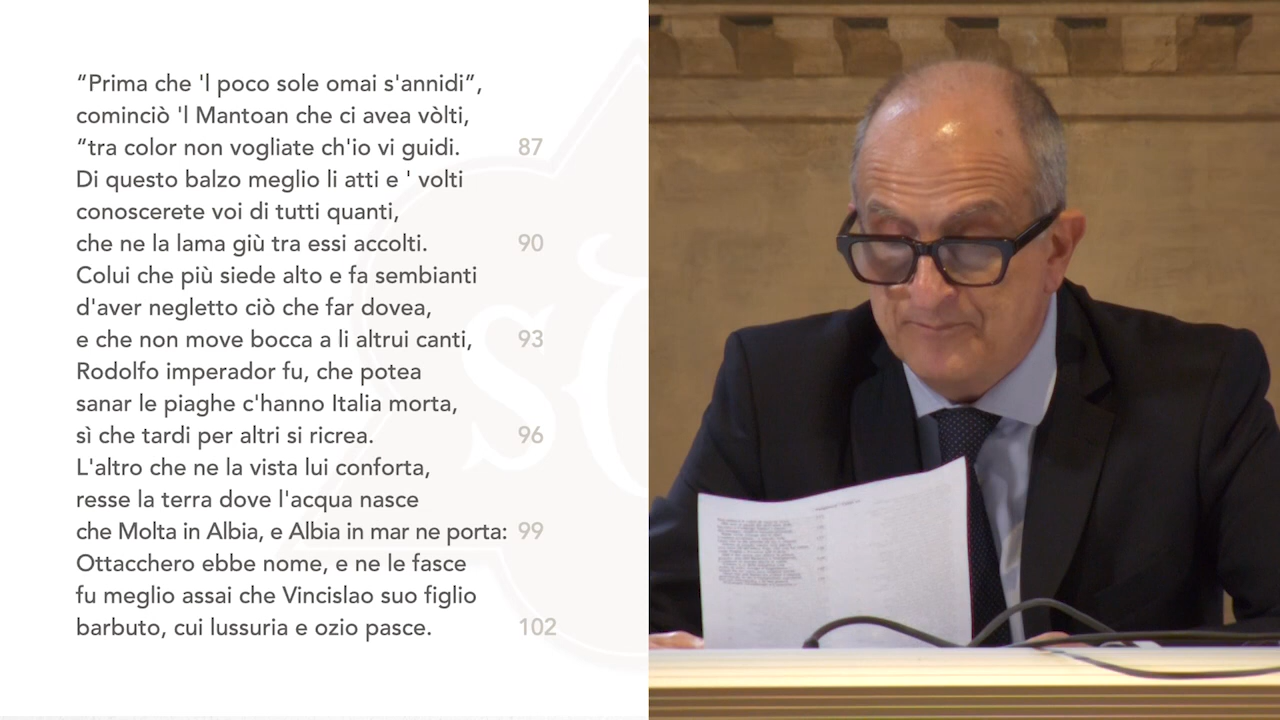 “Prima che 'l poco sole omai s'annidi”,
cominciò 'l Mantoan che ci avea vòlti,
“tra color non vogliate ch'io vi guidi. 87
Di questo balzo meglio li atti e ' volti
conoscerete voi di tutti quanti,
che ne la lama giù tra essi accolti. 90
Colui che più siede alto e fa sembianti
d'aver negletto ciò che far dovea,
e che non move bocca a li altrui canti, 93
Rodolfo imperador fu, che potea
sanar le piaghe c'hanno Italia morta,
sì che tardi per altri si ricrea. 96
L'altro che ne la vista lui conforta,
resse la terra dove l'acqua nasce
che Molta in Albia, e Albia in mar ne porta: 99
Ottacchero ebbe nome, e ne le fasce
fu meglio assai che Vincislao suo figlio
barbuto, cui lussuria e ozio pasce. 102